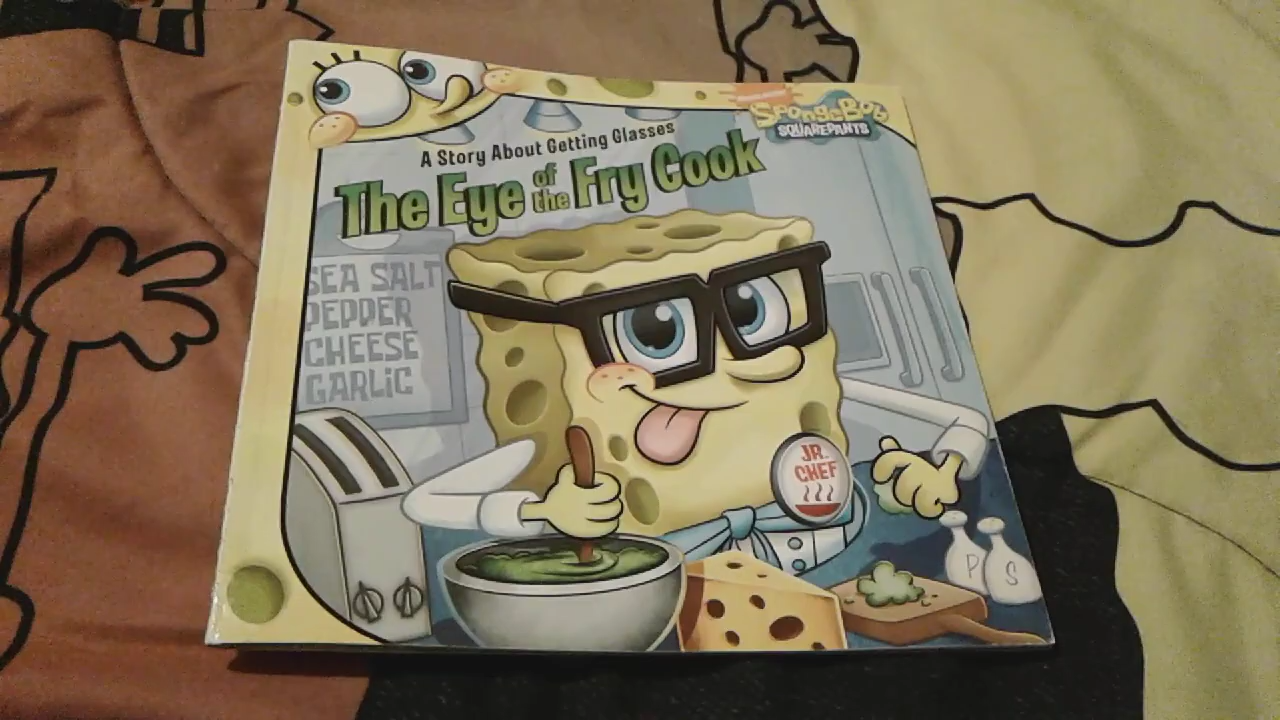 nickelodeon
SpongeBob
SQUAREPANTS
A Story About Getting Glasses
The Eye of the Fry Cook
SEA SALT
PEPPER
CHEESE
GARLIC
JR.
CHEF
P S